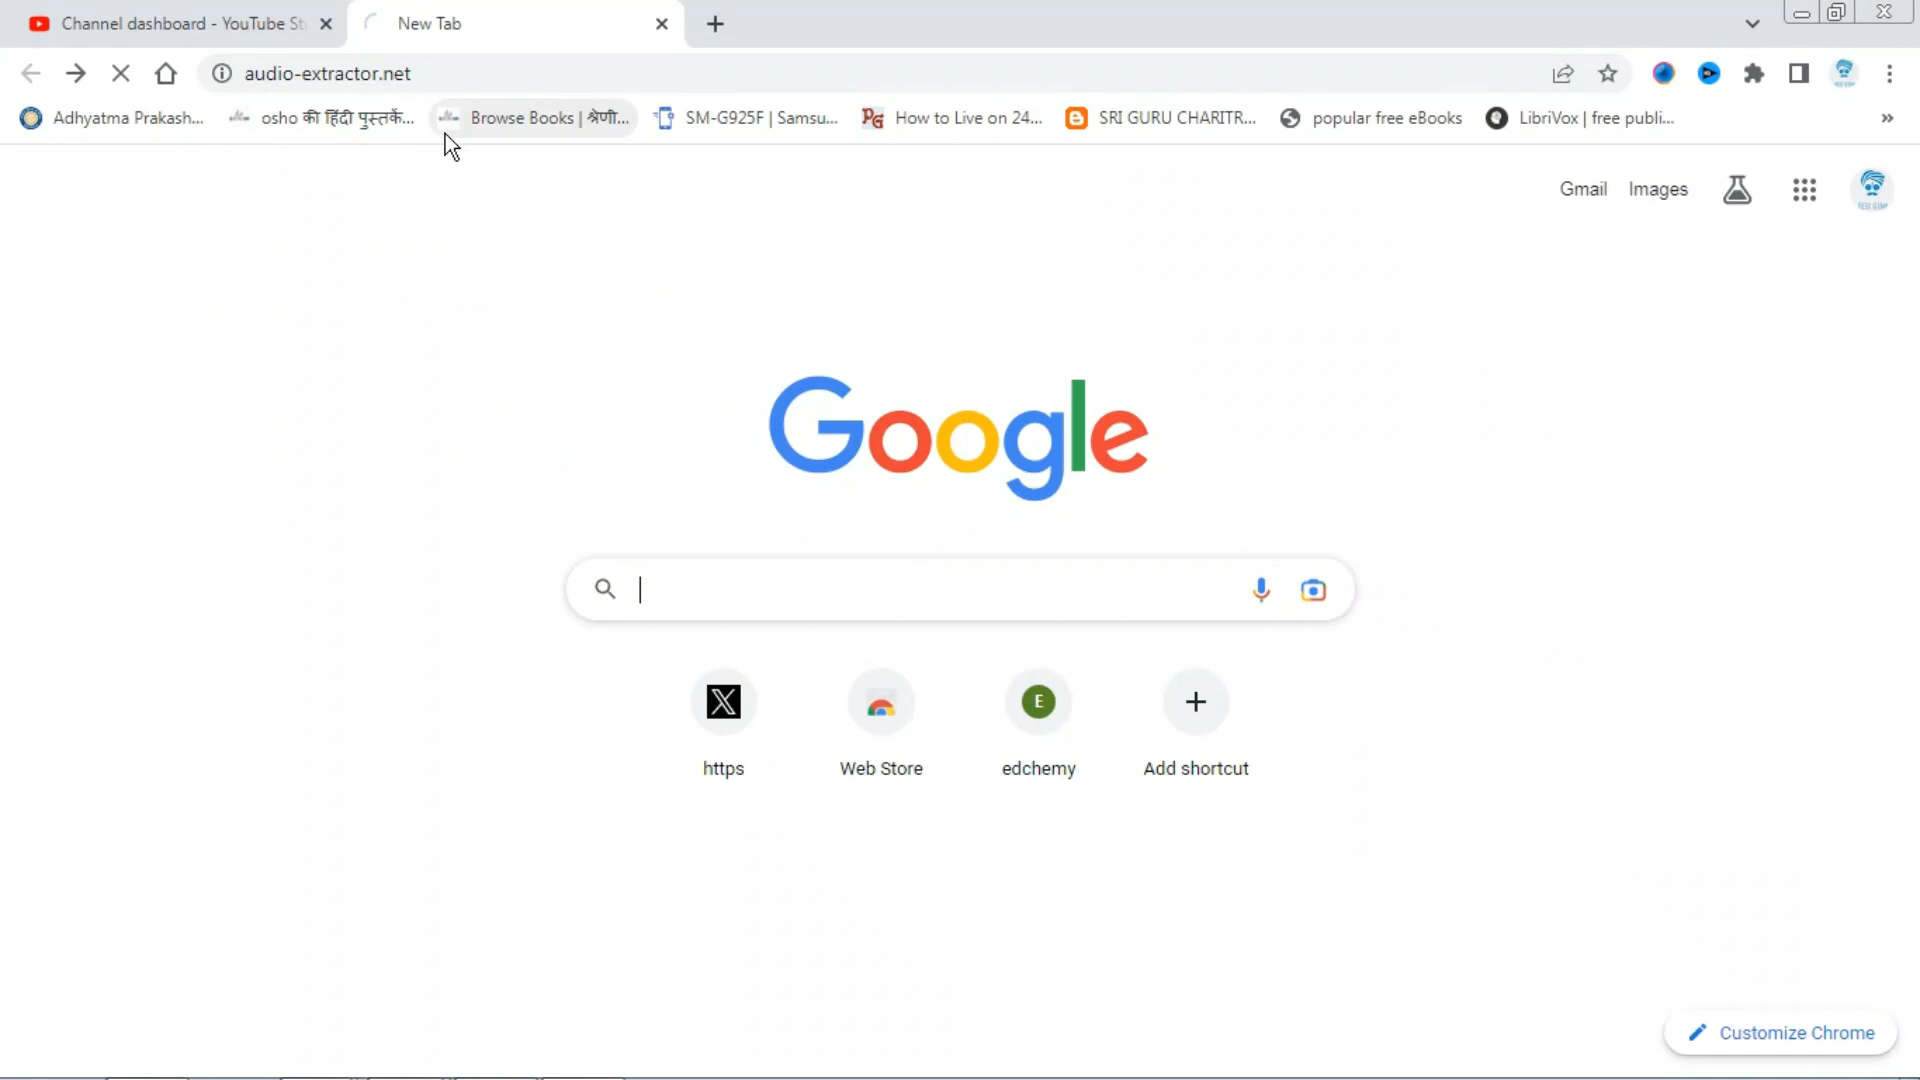 Channel dashboard - YouTube St
New Tab
audio-extractor.net
Adhyatma Prakash...
osho की हिंदी पुस्तकें...
Browse Books | श्रेणी...
SM-G925F | Samsu...
PG
How to Live on 24...
SRI GURU CHARITR...
popular free eBooks
LibriVox | free publi...
Gmail
Images
Google
https
Web Store
E
edchemy
Add shortcut
Customize Chrome